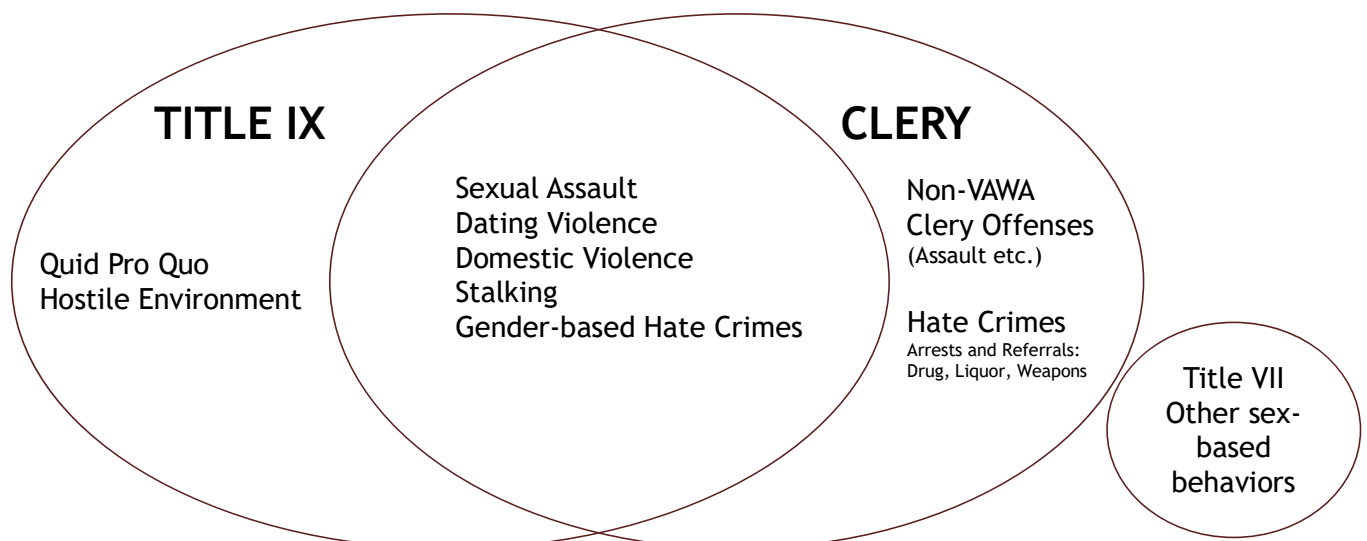 TITLE IX
CLERY
Quid Pro Quo
Hostile Environment
Sexual Assault
Dating Violence
Domestic Violence
Stalking
Gender-based Hate Crimes
Non-VAWA
Clery Offenses
(Assault etc.)
Hate Crimes
Arrests and Referrals:
Drug, Liquor, Weapons
Title VII
Other sex-
based
behaviors